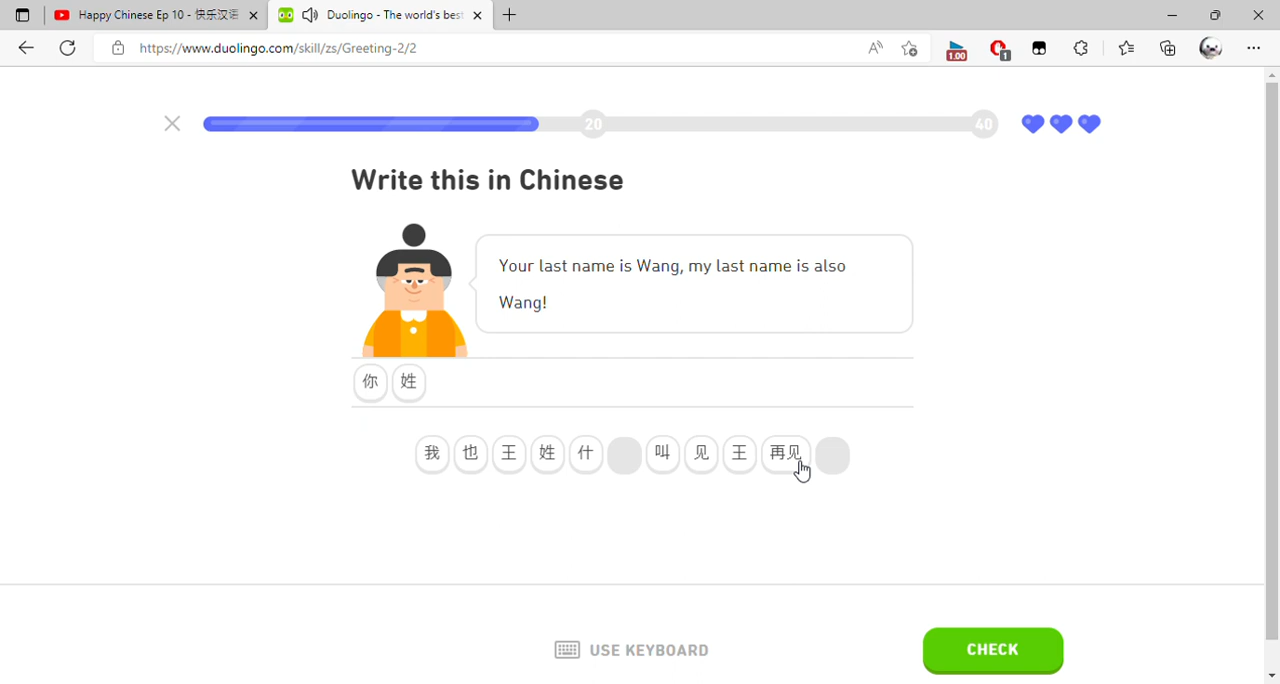 Happy Chinese Ep 10 - 快乐汉语
Duolingo - The world's best
https://www.duolingo.com/skill/zs/Greeting-2/2
1.00
1
20
40
Write this in Chinese
Your last name is Wang, my last name is also
Wang!
你 姓
我 也 王 姓 什 叫 见 王 再见
USE KEYBOARD
CHECK